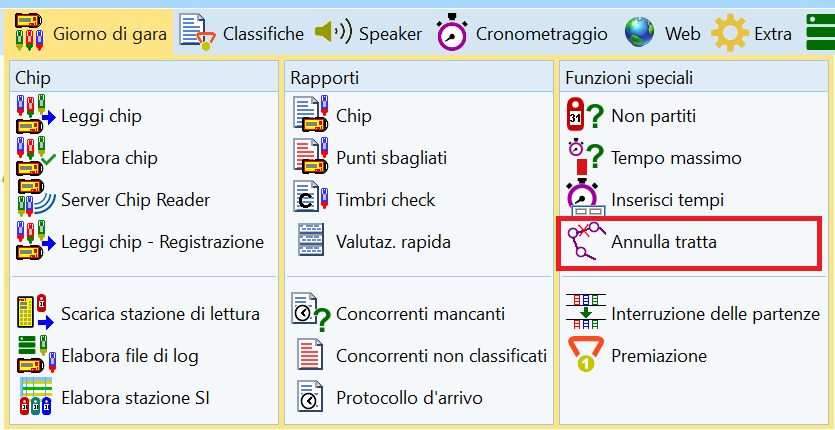 Giorno di gara Classifiche Speaker Cronometraggio Web Extra
Chip
Leggi chip
Elabora chip
Server Chip Reader
Leggi chip - Registrazione
Scarica stazione di lettura
Elabora file di log
Elabora stazione SI
Rapporti
Chip
Punti sbagliati
Timbri check
Valutaz. rapida
Concorrenti mancanti
Concorrenti non classificati
Protocollo d'arrivo
Funzioni speciali
31
Non partiti
Tempo massimo
Inserisci tempi
Annulla tratta
Interruzione delle partenze
1
Premiazione